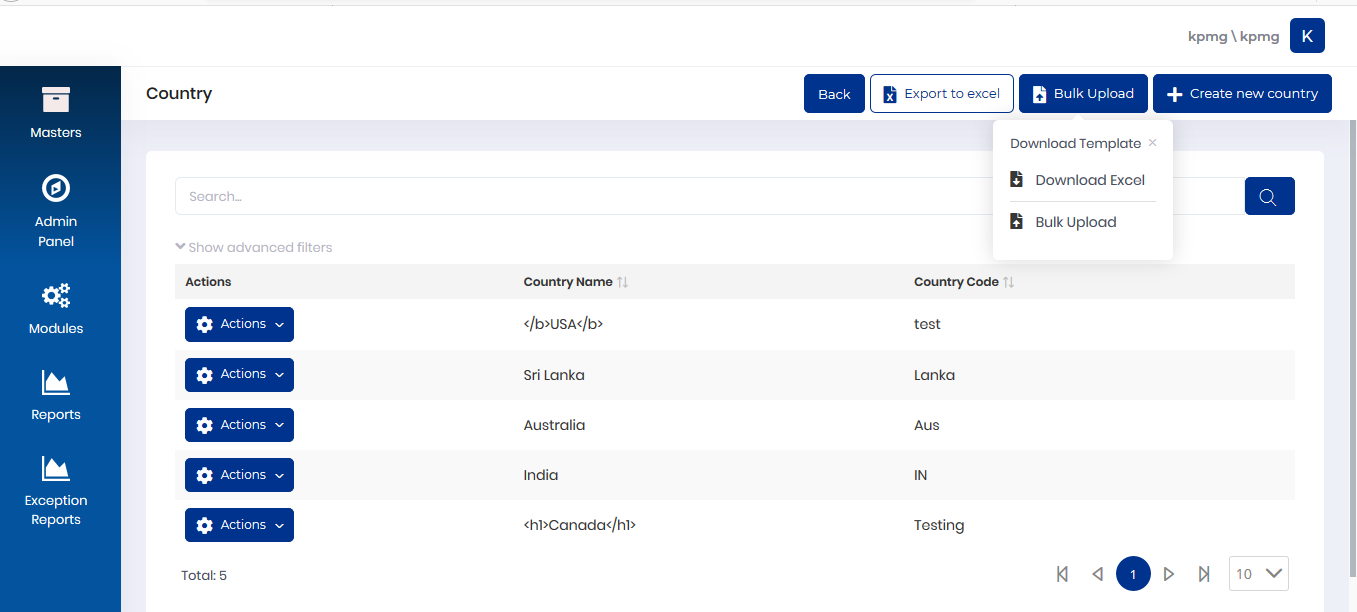 kpmg \ kpmg
K
Country
Back
Export to excel
Bulk Upload
Create new country
Masters
Admin
Panel
Modules
Reports
Exception
Reports
Download Template ×
Download Excel
Bulk Upload
Search...
Show advanced filters
Actions Country Name Country Code
Actions </b>USA</b> test
Actions Sri Lanka Lanka
Actions Australia Aus
Actions India IN
Actions <h1>Canada</h1> Testing
Total: 5
1
10